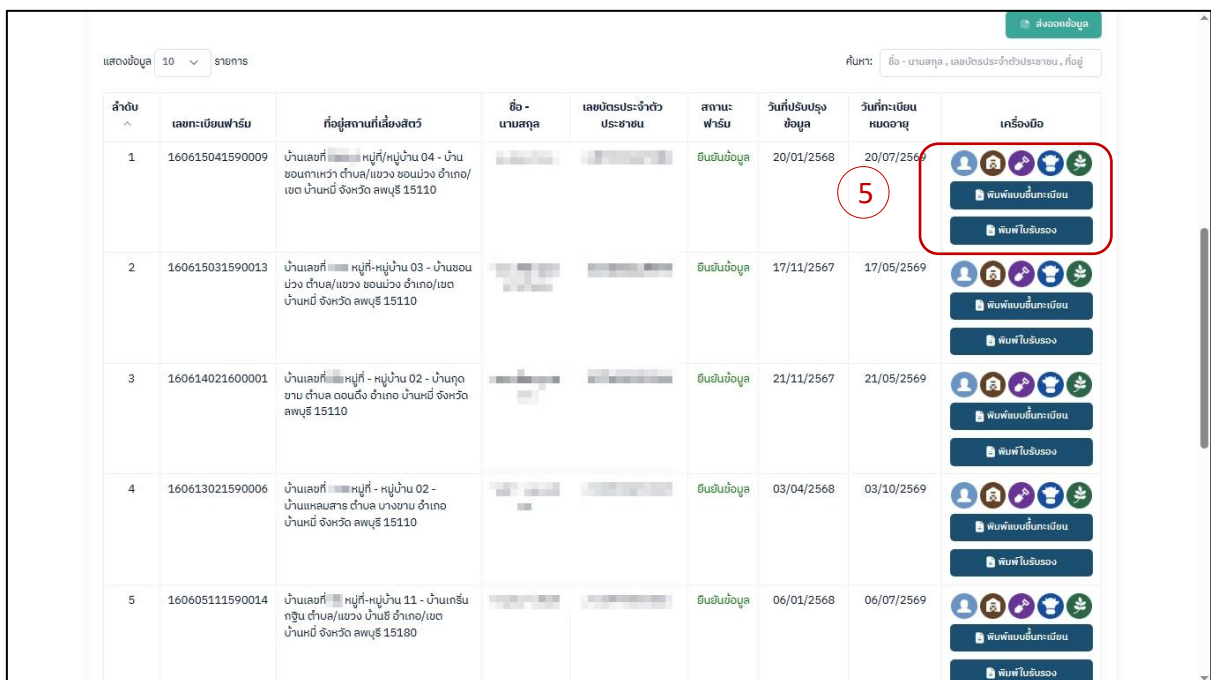 ส่งออกข้อมูล
แสดงข้อมูล 10 รายการ
ค้นหา: ชื่อ - นามสกุล , เลขบัตรประจำตัวประชาชน , ที่อยู่
ลำดับ เลขทะเบียนฟาร์ม ที่อยู่สถานที่เลี้ยงสัตว์ ชื่อ - นามสกุล เลขบัตรประจำตัวประชาชน สถานะฟาร์ม วันที่ปรับปรุงข้อมูล วันที่ทะเบียนหมดอายุ เครื่องมือ
1 160615041590009 บ้านเลขที่ หมู่ที่/หมู่บ้าน 04 - บ้าน ยืนยันข้อมูล 20/01/2568 20/07/2569
ชอนกาเหว่า ตำบล/แขวง ชอนม่วง อำเภอ/
เขต บ้านหมี่ จังหวัด ลพบุรี 15110
5
พิมพ์แบบขึ้นทะเบียน
พิมพ์ใบรับรอง
2 160615031590013 บ้านเลขที่ หมู่ที่-หมู่บ้าน 03 - บ้านชอน ยืนยันข้อมูล 17/11/2567 17/05/2569
ม่วง ตำบล/แขวง ชอนม่วง อำเภอ/เขต
บ้านหมี่ จังหวัด ลพบุรี 15110
พิมพ์แบบขึ้นทะเบียน
พิมพ์ใบรับรอง
3 160614021600001 บ้านเลขที่ หมู่ที่ - หมู่บ้าน 02 - บ้านกุด ยืนยันข้อมูล 21/11/2567 21/05/2569
ขาม ตำบล ดอนดึง อำเภอ บ้านหมี่ จังหวัด
ลพบุรี 15110
พิมพ์แบบขึ้นทะเบียน
พิมพ์ใบรับรอง
4 160613021590006 บ้านเลขที่ หมู่ที่ - หมู่บ้าน 02 - ยืนยันข้อมูล 03/04/2568 03/10/2569
บ้านแหลมสาร ตำบล บางขาม อำเภอ
บ้านหมี่ จังหวัด ลพบุรี 15110
พิมพ์แบบขึ้นทะเบียน
พิมพ์ใบรับรอง
5 160605111590014 บ้านเลขที่ หมู่ที่-หมู่บ้าน 11 - บ้านเกริ่น ยืนยันข้อมูล 06/01/2568 06/07/2569
กฐิน ตำบล/แขวง บ้านชี อำเภอ/เขต
บ้านหมี่ จังหวัด ลพบุรี 15180
พิมพ์แบบขึ้นทะเบียน
พิมพ์ใบรับรอง